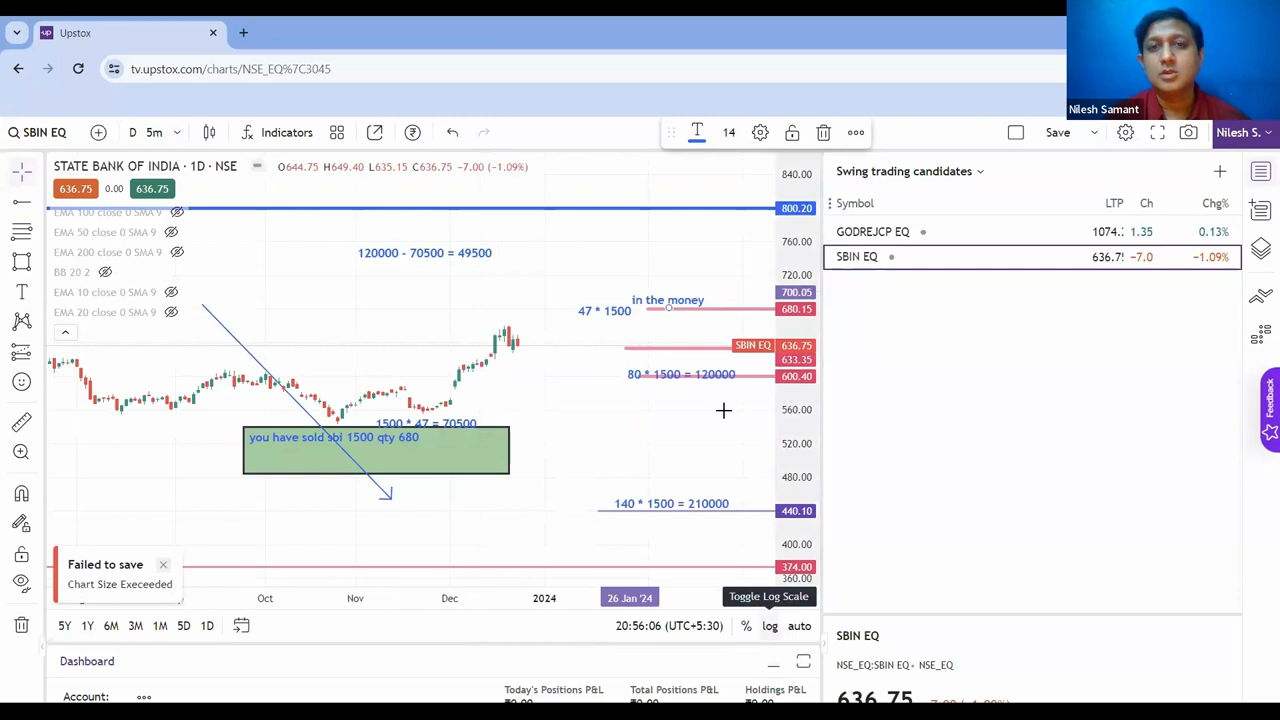 Upstox
tv.upstox.com/charts/NSE_EQ%7C3045
Nilesh Samant
SBIN EQ
D 5m
Indicators
14
Save
Nilesh S.
STATE BANK OF INDIA · 1D · NSE
O644.75 H649.40 L635.15 C636.75 −7.00 (−1.09%)
636.75 0.00 636.75
EMA 100 close 0 SMA 9
EMA 50 close 0 SMA 9
EMA 200 close 0 SMA 9
BB 20 2
EMA 10 close 0 SMA 9
EMA 20 close 0 SMA 9
120000 - 70500 = 49500
in the money
47 * 1500
80 * 1500 = 120000
1500 * 47 = 70500
you have sold sbi 1500 qty 680
140 * 1500 = 210000
840.00
800.20
760.00
720.00
700.05
680.15
SBIN EQ 636.75
633.35
600.40
560.00
520.00
480.00
440.10
400.00
374.00
360.00
Failed to save
Chart Size Execeeded
Oct Nov Dec 2024 26 Jan '24
Toggle Log Scale
5Y 1Y 6M 3M 1M 5D 1D
20:56:06 (UTC+5:30) % log auto
Dashboard
Account:
Today's Positions P&L Total Positions P&L Holdings P&L
Swing trading candidates
Symbol LTP Ch Chg%
GODREJCP EQ 1074. 1.35 0.13%
SBIN EQ 636.7 −7.0 −1.09%
SBIN EQ
NSE_EQ:SBIN EQ • NSE_EQ
636.75
Feedback